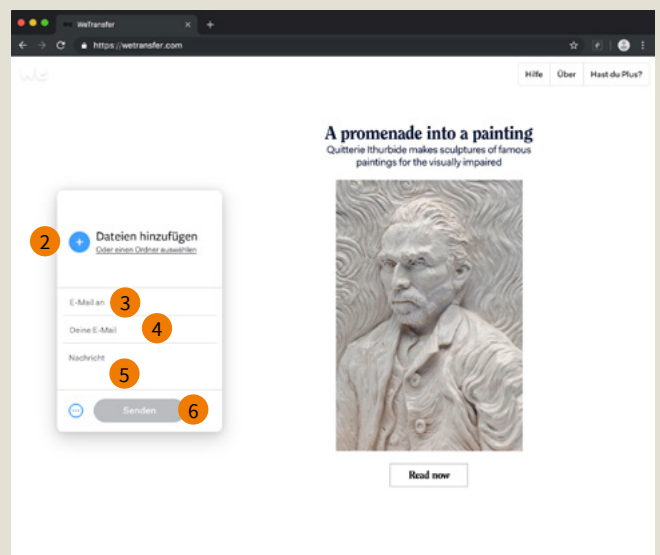 WeTransfer
https://wetransfer.com
we
Hilfe Über Hast du Plus?
A promenade into a painting
Quitterie Ithurbide makes sculptures of famous
paintings for the visually impaired
2
Dateien hinzufügen
Oder einen Ordner auswählen
E-Mail an 3
Deine E-Mail 4
Nachricht
5
Senden 6
Read now